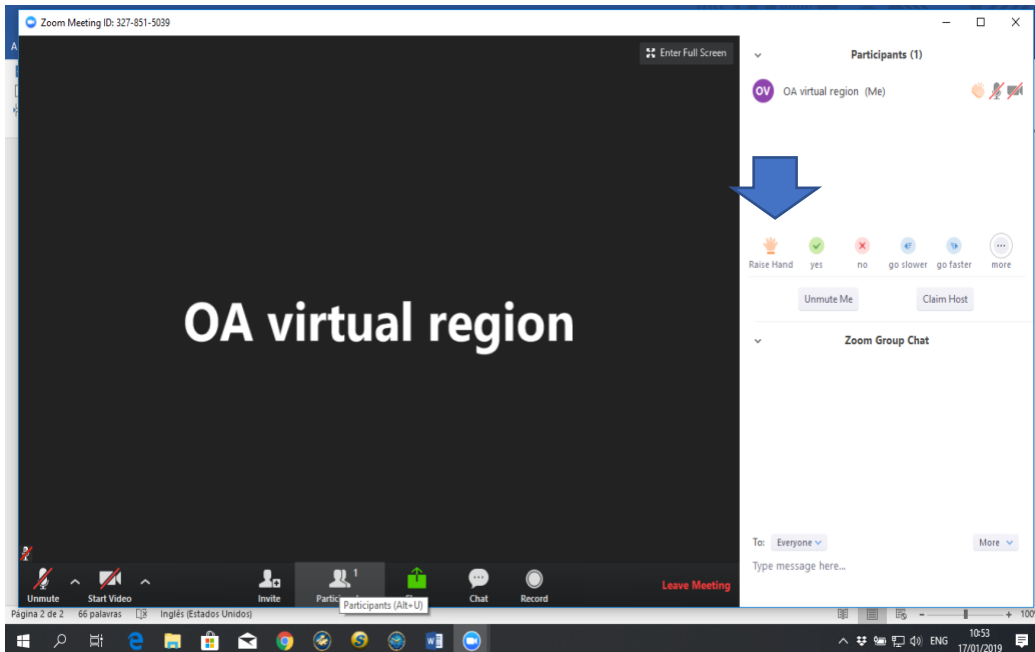 Zoom Meeting ID: 327-851-5039
A
Enter Full Screen
Participants (1)
OV OA virtual region (Me)
Raise Hand yes no go slower go faster more
Unmute Me Claim Host
OA virtual region
Zoom Group Chat
To: Everyone More
Type message here...
1
Unmute Start Video Invite Chat Record Leave Meeting
Participants (Alt+U)
Página 2 de 2 66 palavras Inglês (Estados Unidos) 100
ENG 10:53
17/01/2019